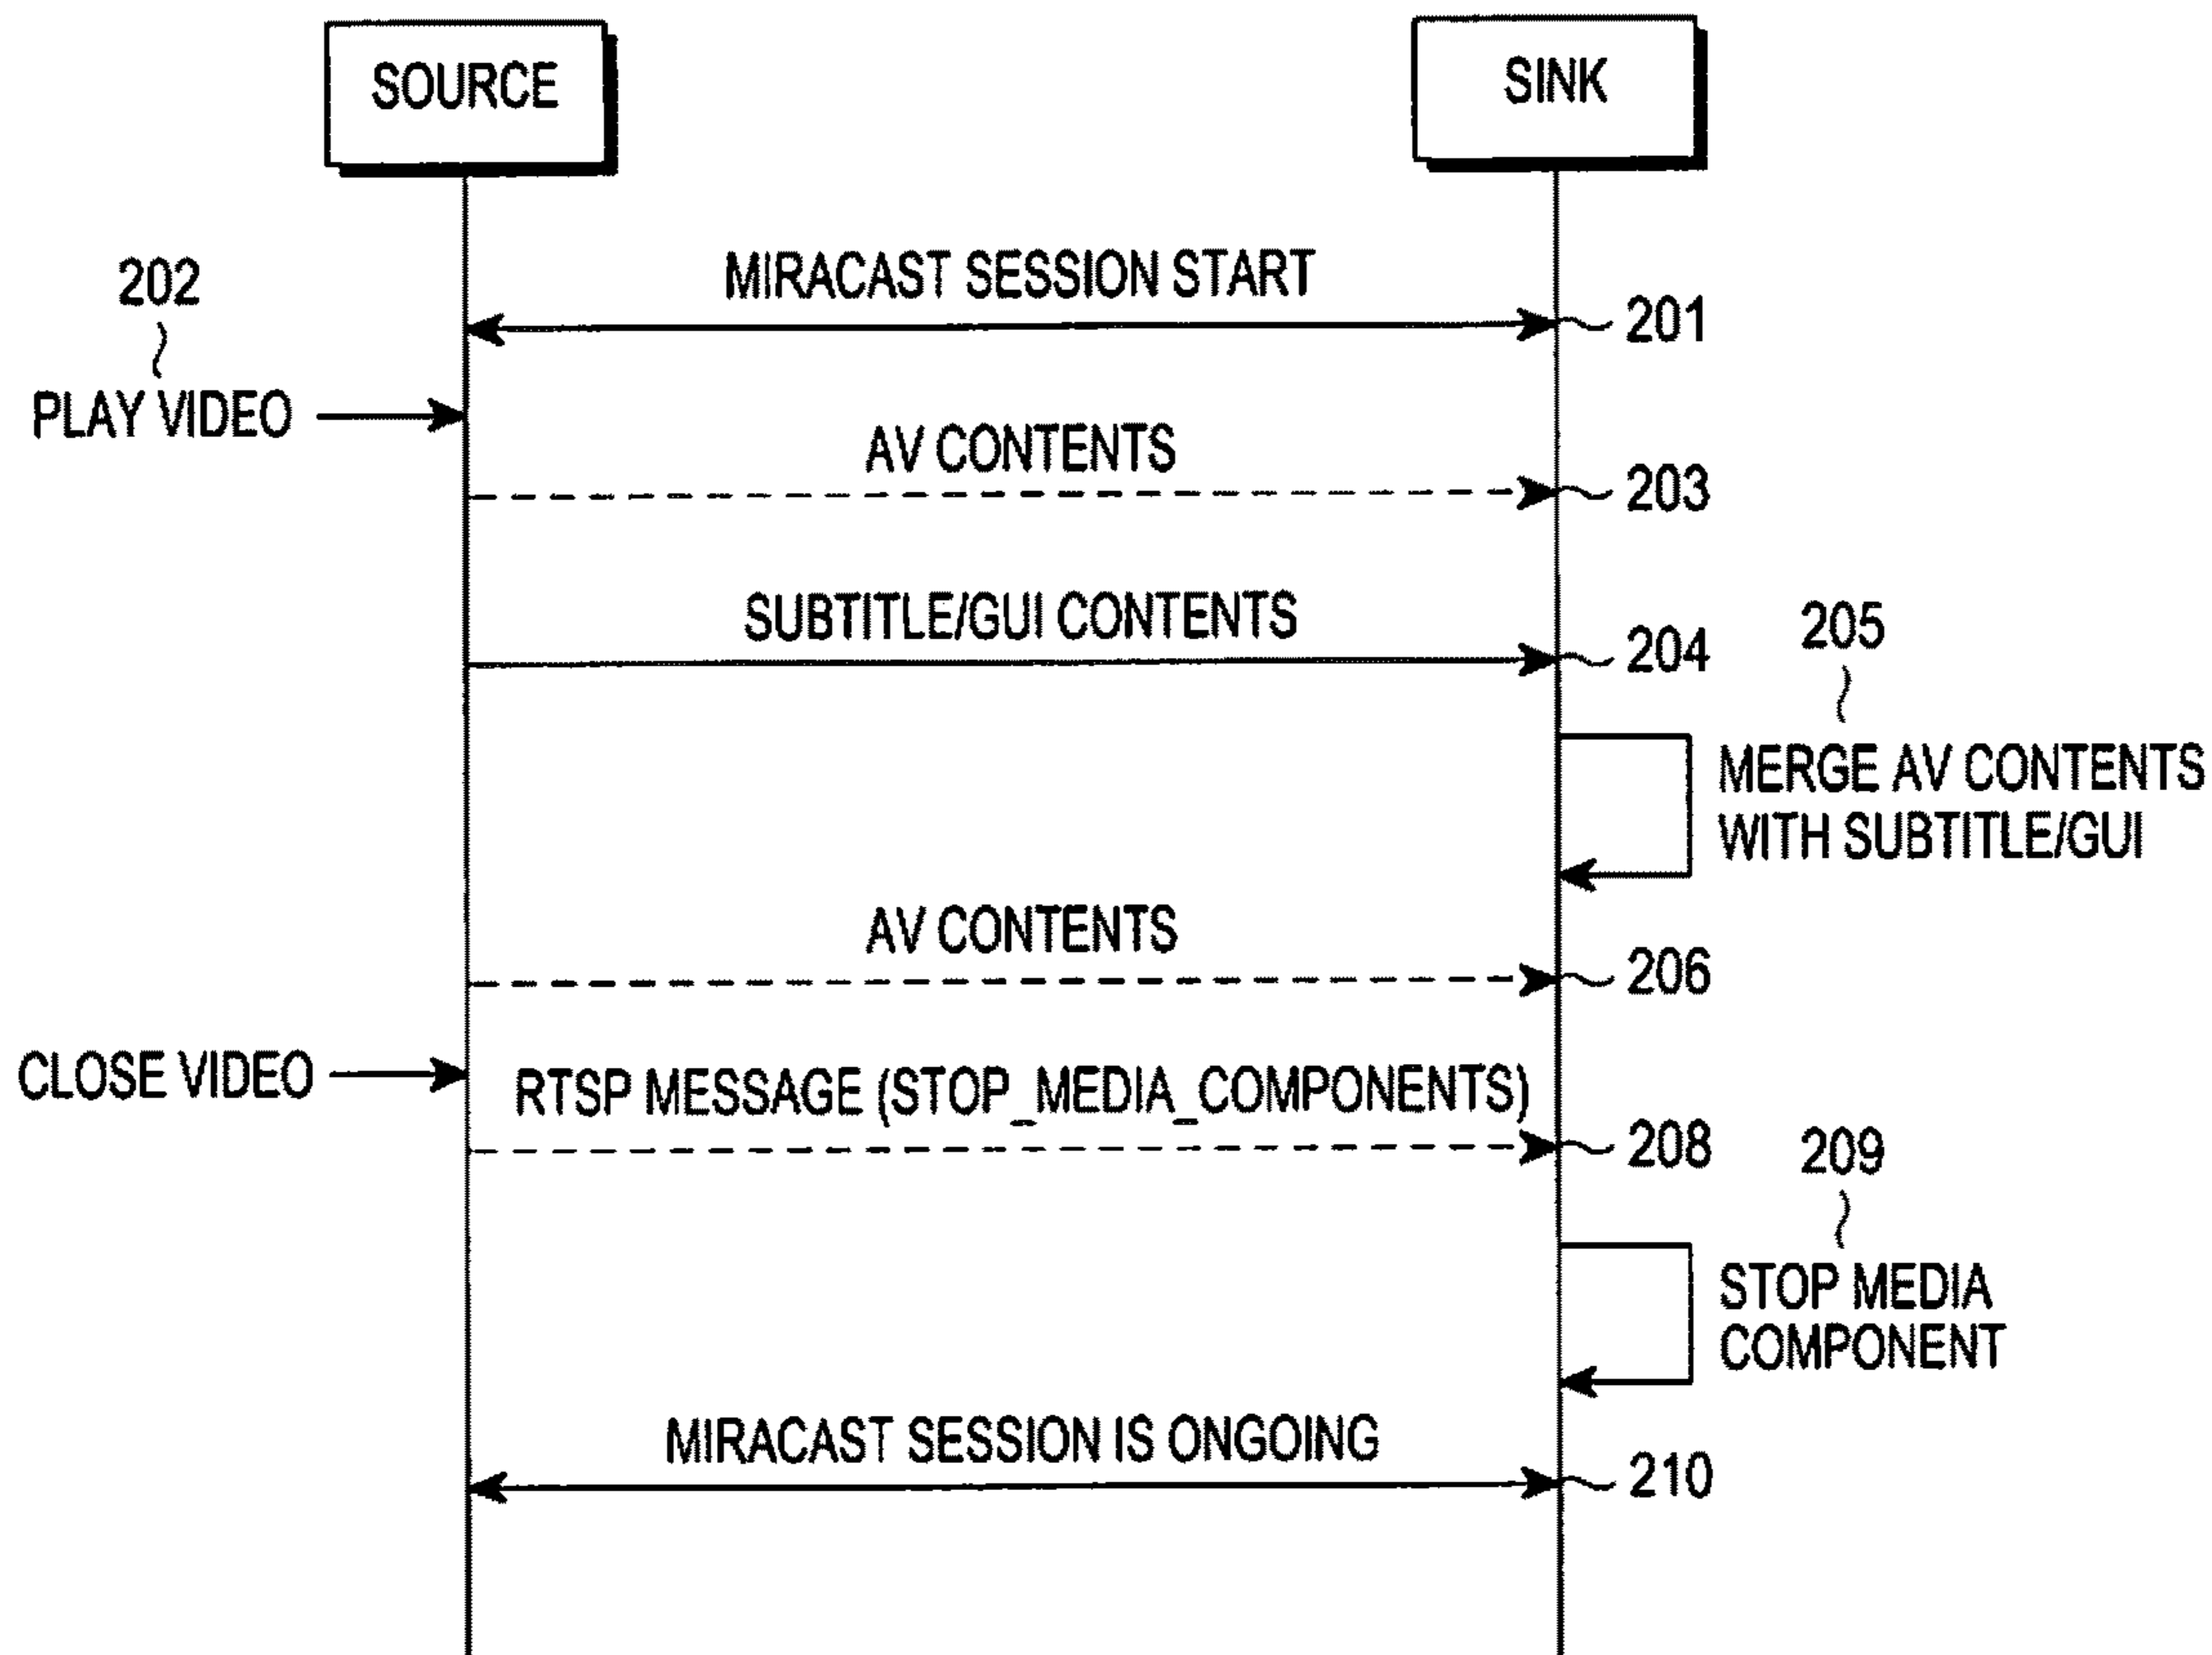 SOURCE
SINK
MIRACAST SESSION START
201
202
PLAY VIDEO
AV CONTENTS
203
SUBTITLE/GUI CONTENTS
204
205
MERGE AV CONTENTS
WITH SUBTITLE/GUI
AV CONTENTS
206
CLOSE VIDEO
RTSP MESSAGE (STOP_MEDIA_COMPONENTS)
208
209
STOP MEDIA
COMPONENT
MIRACAST SESSION IS ONGOING
210